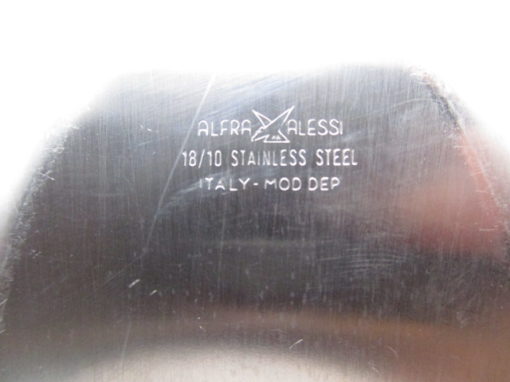 ALFRA ALESSI
18/10 STAINLESS STEEL
ITALY - MOD DEP